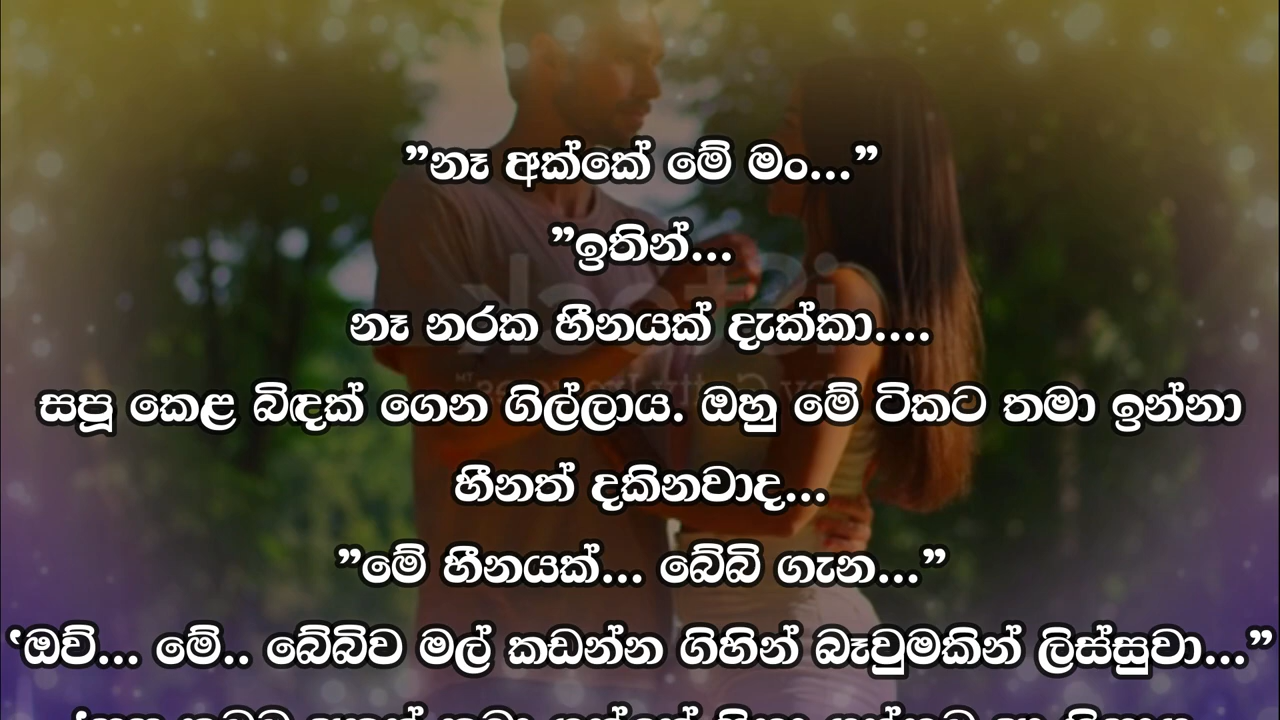 ”නෑ අක්කේ මේ මං...”
”ඉතින්...
නෑ නරක හීනයක් දැක්කා....
සපූ කෙළ බිඳක් ගෙන ගිල්ලාය. ඔහු මේ ටිකට තමා ඉන්නා
හීනත් දකිනවාද...
”මේ හීනයක්... බේබි ගැන...”
‛ඔව්... මේ.. බේබිව මල් කඩන්න ගිහින් බෑවුමකින් ලිස්සුවා...”